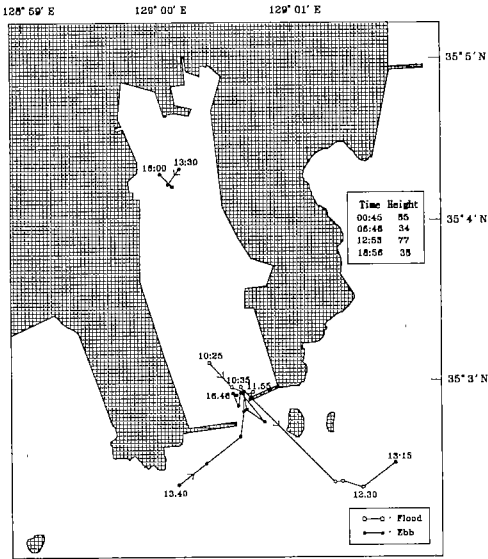 128° 59' E 129° 00' E 129° 01' E
35° 5' N
16:00 13:30
Time Height
00:45 85
06:46 34
12:53 77
18:56 35
35° 4' N
10:25
10:35 11.55
16.46
35° 3' N
13·15
13.40
12.30
Flood
Ebb